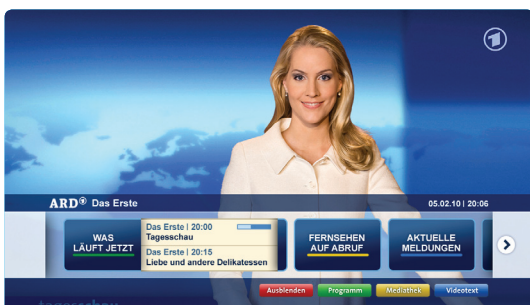 ARD Das Erste
05.02.10 | 20:06
WAS
LÄUFT JETZT
Das Erste | 20:00
Tagesschau
Das Erste | 20:15
Liebe und andere Delikatessen
FERNSEHEN
AUF ABRUF
AKTUELLE
MELDUNGEN
Ausblenden
Programm
Mediathek
Videotext
tagesschau